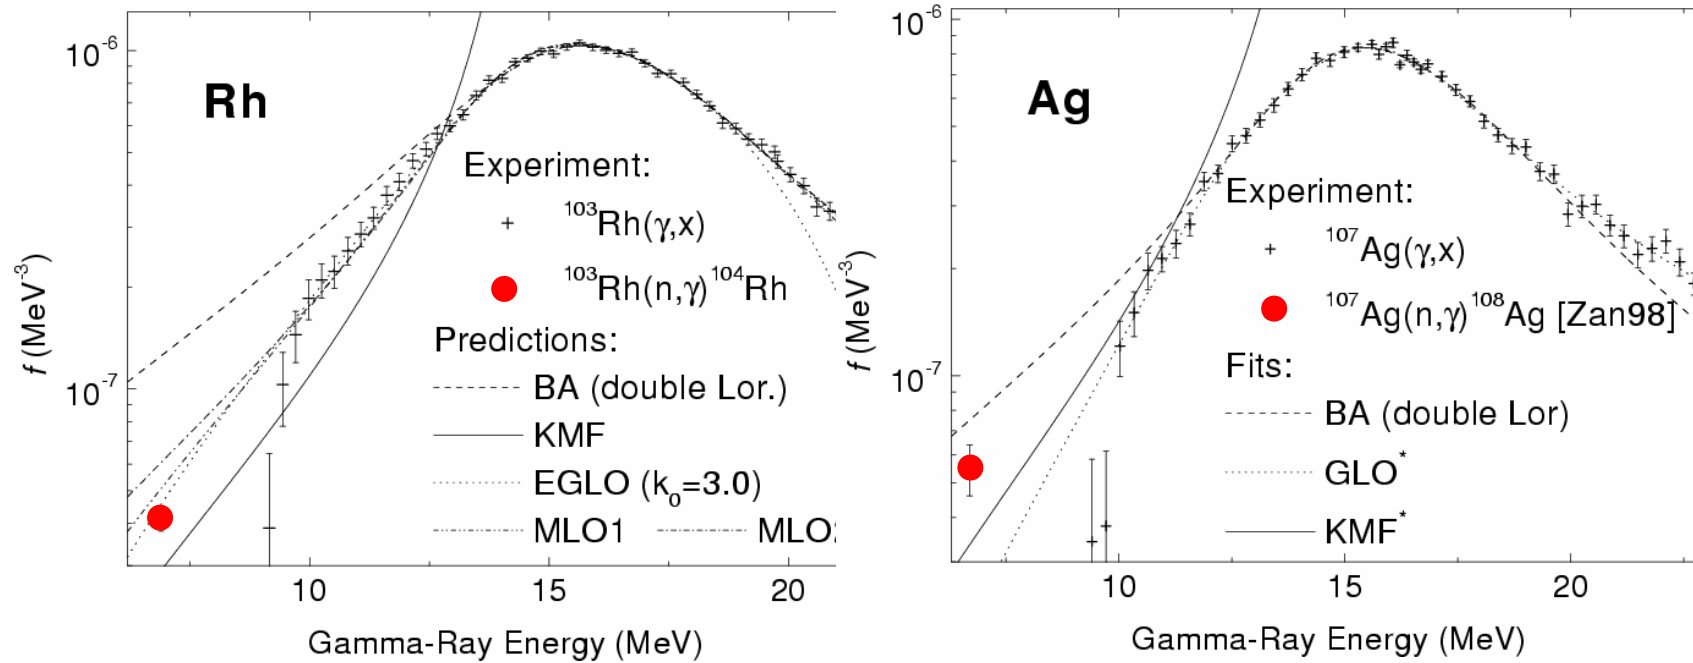 10⁻⁶
10⁻⁷
f (MeV⁻³)
Rh
Experiment:
¹⁰³Rh(γ,x)
¹⁰³Rh(n,γ)¹⁰⁴Rh
Predictions:
BA (double Lor.)
KMF
EGLO (k₀=3.0)
MLO1 MLO2
10 15 20
Gamma-Ray Energy (MeV)
10⁻⁶
10⁻⁷
f (MeV⁻³)
Ag
Experiment:
¹⁰⁷Ag(γ,x)
¹⁰⁷Ag(n,γ)¹⁰⁸Ag [Zan98]
Fits:
BA (double Lor)
GLO*
KMF*
10 15 20
Gamma-Ray Energy (MeV)